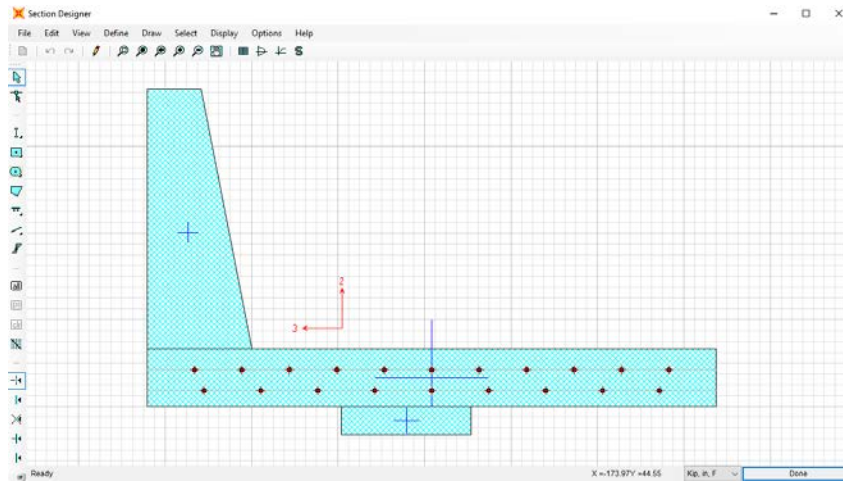 Section Designer
File Edit View Define Draw Select Display Options Help
2
3
Ready
X =-173.97Y =44.55
Kip, in, F
Done